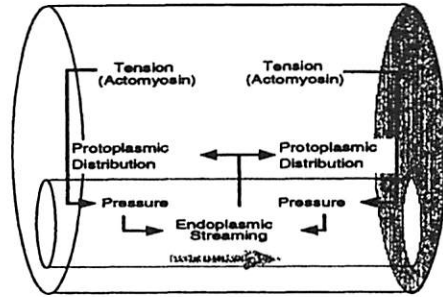 Tension Tension
(Actomyosin) (Actomyosin)
Protoplasmic Protoplasmic
Distribution Distribution
Pressure Pressure
Endoplasmic
Streaming